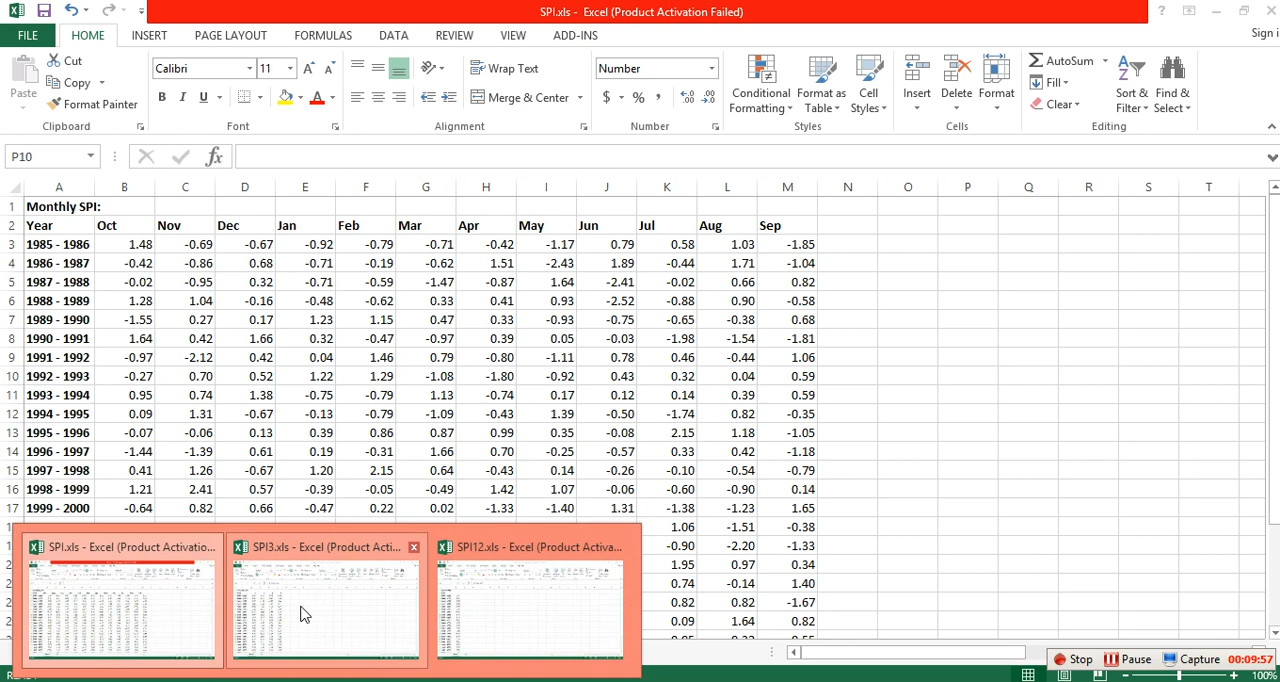 SPI.xls - Excel (Product Activation Failed)
FILE HOME INSERT PAGE LAYOUT FORMULAS DATA REVIEW VIEW ADD-INS Sign i
Paste Cut Copy Format Painter
Calibri 11
B I U
Wrap Text
Merge & Center
Number
$ % ,
Conditional Formatting Format as Table Cell Styles
Insert Delete Format
AutoSum Fill Clear
Sort & Filter Find & Select
Clipboard Font Alignment Number Styles Cells Editing
P10 fx
A B C D E F G H I J K L M N O P Q R S T
1 Monthly SPI:
2 Year Oct Nov Dec Jan Feb Mar Apr May Jun Jul Aug Sep
3 1985 - 1986 1.48 -0.69 -0.67 -0.92 -0.79 -0.71 -0.42 -1.17 0.79 0.58 1.03 -1.85
4 1986 - 1987 -0.42 -0.86 0.68 -0.71 -0.19 -0.62 1.51 -2.43 1.89 -0.44 1.71 -1.04
5 1987 - 1988 -0.02 -0.95 0.32 -0.71 -0.59 -1.47 -0.87 1.64 -2.41 -0.02 0.66 0.82
6 1988 - 1989 1.28 1.04 -0.16 -0.48 -0.62 0.33 0.41 0.93 -2.52 -0.88 0.90 -0.58
7 1989 - 1990 -1.55 0.27 0.17 1.23 1.15 0.47 0.33 -0.93 -0.75 -0.65 -0.38 0.68
8 1990 - 1991 1.64 0.42 1.66 0.32 -0.47 -0.97 0.39 0.05 -0.03 -1.98 -1.54 -1.81
9 1991 - 1992 -0.97 -2.12 0.42 0.04 1.46 0.79 -0.80 -1.11 0.78 0.46 -0.44 1.06
10 1992 - 1993 -0.27 0.70 0.52 1.22 1.29 -1.08 -1.80 -0.92 0.43 0.32 0.04 0.59
11 1993 - 1994 0.95 0.74 1.38 -0.75 -0.79 1.13 -0.74 0.17 0.12 0.14 0.39 0.59
12 1994 - 1995 0.09 1.31 -0.67 -0.13 -0.79 -1.09 -0.43 1.39 -0.50 -1.74 0.82 -0.35
13 1995 - 1996 -0.07 -0.06 0.13 0.39 0.86 0.87 0.99 0.35 -0.08 2.15 1.18 -1.05
14 1996 - 1997 -1.44 -1.39 0.61 0.19 -0.31 1.66 0.70 -0.25 -0.57 0.33 0.42 -1.18
15 1997 - 1998 0.41 1.26 -0.67 1.20 2.15 0.64 -0.43 0.14 -0.26 -0.10 -0.54 -0.79
16 1998 - 1999 1.21 2.41 0.57 -0.39 -0.05 -0.49 1.42 1.07 -0.06 -0.60 -0.90 0.14
17 1999 - 2000 -0.64 0.82 0.66 -0.47 0.22 0.02 -1.33 -1.40 1.31 -1.38 -1.23 1.65
1.06 -1.51 -0.38
-0.90 -2.20 -1.33
1.95 0.97 0.34
0.74 -0.14 1.40
0.82 0.82 -1.67
0.09 1.64 0.82
SPI.xls - Excel (Product Activatio... SPI3.xls - Excel (Product Acti... SPI12.xls - Excel (Product Activa...
Stop Pause Capture 00:09:57
100%